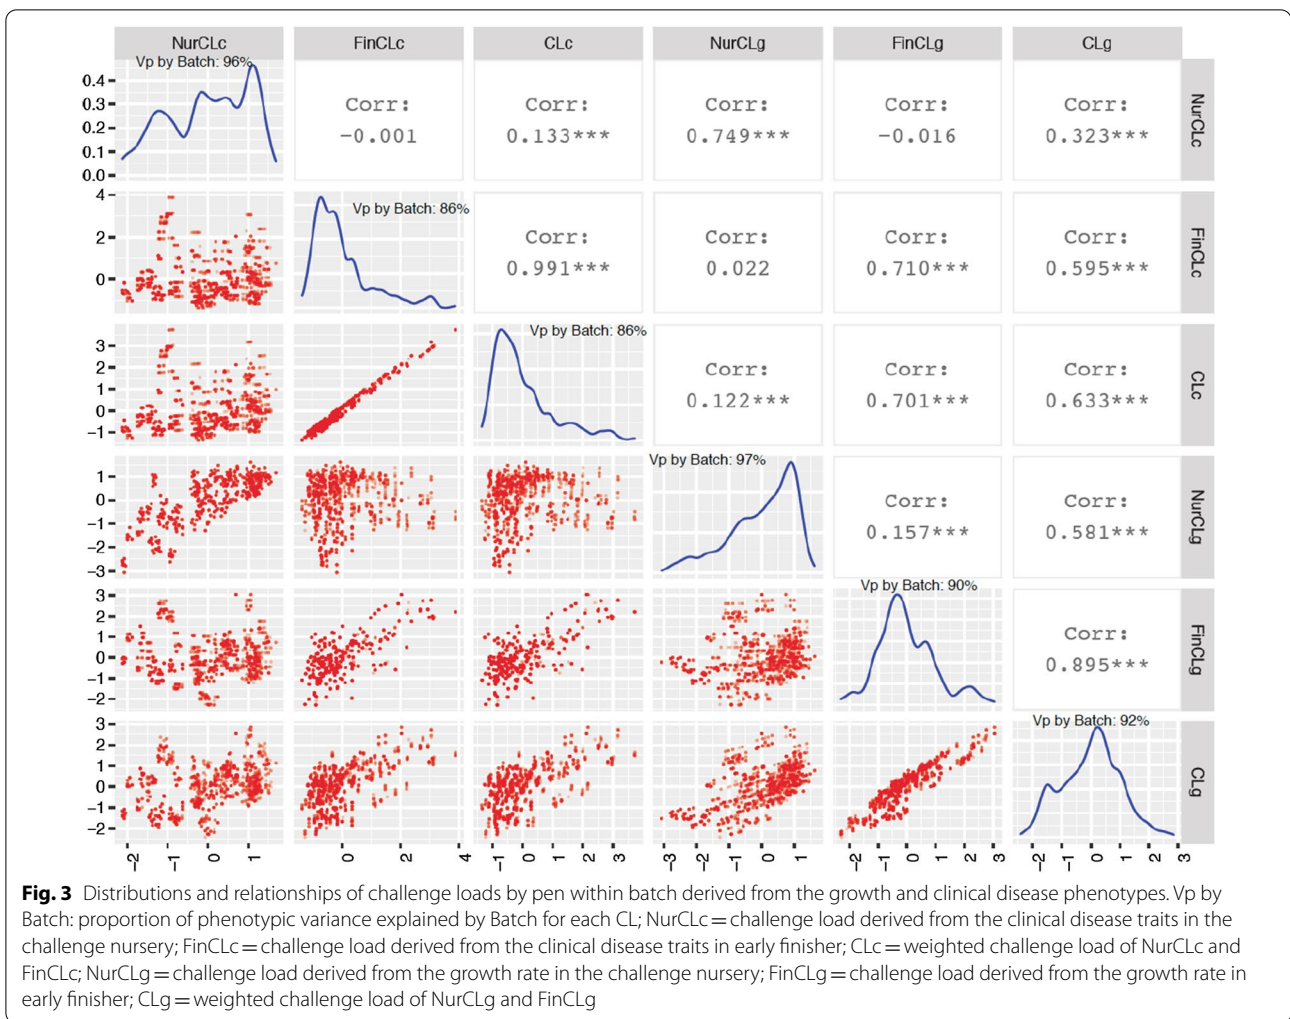 NurCLc FinCLc CLc NurCLg FinCLg CLg
Vp by Batch: 96%
0.4
0.3
0.2
0.1
0.0
Corr:
-0.001
Corr:
0.133***
Corr:
0.749***
Corr:
-0.016
Corr:
0.323***
NurCLc
4
2
0
Vp by Batch: 86%
Corr:
0.991***
Corr:
0.022
Corr:
0.710***
Corr:
0.595***
FinCLc
3
2
1
0
−1
Vp by Batch: 86%
Corr:
0.122***
Corr:
0.701***
Corr:
0.633***
CLc
1
0
−1
−2
−3
Vp by Batch: 97%
Corr:
0.157***
Corr:
0.581***
NurCLg
3
2
1
0
−1
−2
Vp by Batch: 90%
Corr:
0.895***
FinCLg
3
2
1
0
−1
−2
Vp by Batch: 92%
CLg
−2 −1 0 1
0 2 4
−1 0 1 2 3
−3 −2 −1 0 1
−2 −1 0 1 2 3
−2 −1 0 1 2 3
Fig. 3 Distributions and relationships of challenge loads by pen within batch derived from the growth and clinical disease phenotypes. Vp by
Batch: proportion of phenotypic variance explained by Batch for each CL; NurCLc = challenge load derived from the clinical disease traits in the
challenge nursery; FinCLc = challenge load derived from the clinical disease traits in early finisher; CLc = weighted challenge load of NurCLc and
FinCLc; NurCLg = challenge load derived from the growth rate in the challenge nursery; FinCLg = challenge load derived from the growth rate in
early finisher; CLg = weighted challenge load of NurCLg and FinCLg